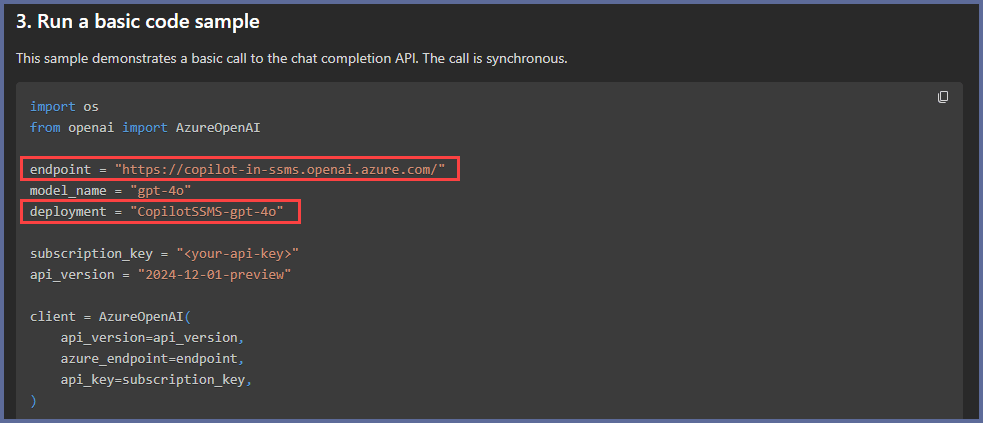 3. Run a basic code sample
This sample demonstrates a basic call to the chat completion API. The call is synchronous.
import os
from openai import AzureOpenAI
endpoint = "https://copilot-in-ssms.openai.azure.com/"
model_name = "gpt-4o"
deployment = "CopilotSSMS-gpt-4o"
subscription_key = "<your-api-key>"
api_version = "2024-12-01-preview"
client = AzureOpenAI(
    api_version=api_version,
    azure_endpoint=endpoint,
    api_key=subscription_key,
)